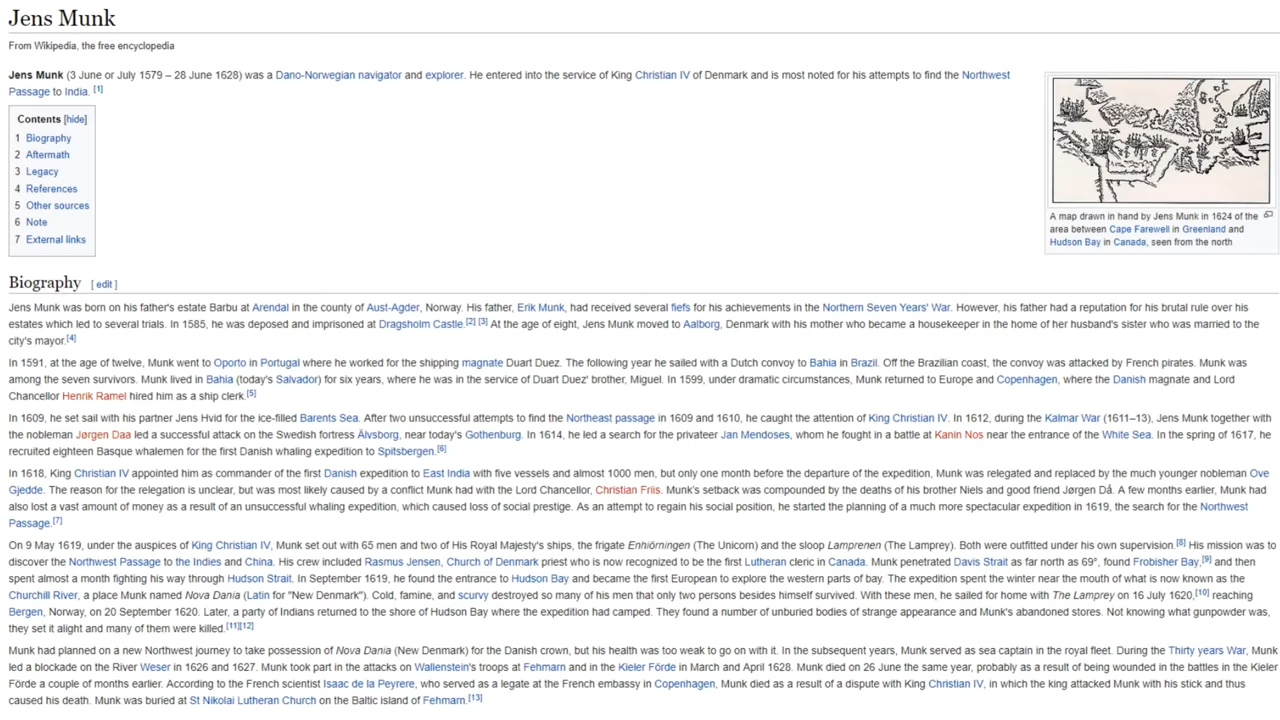 Jens Munk
From Wikipedia, the free encyclopedia
Jens Munk (3 June or July 1579 – 28 June 1628) was a Dano-Norwegian navigator and explorer. He entered into the service of King Christian IV of Denmark and is most noted for his attempts to find the Northwest
Passage to India. [1]
Contents [hide]
1 Biography
2 Aftermath
3 Legacy
4 References
5 Other sources
6 Note
7 External links
A map drawn in hand by Jens Munk in 1624 of the
area between Cape Farewell in Greenland and
Hudson Bay in Canada, seen from the north
Biography [ edit ]
Jens Munk was born on his father's estate Barbu at Arendal in the county of Aust-Agder, Norway. His father, Erik Munk, had received several fiefs for his achievements in the Northern Seven Years' War. However, his father had a reputation for his brutal rule over his
estates which led to several trials. In 1585, he was deposed and imprisoned at Dragsholm Castle.[2] [3] At the age of eight, Jens Munk moved to Aalborg, Denmark with his mother who became a housekeeper in the home of her husband's sister who was married to the
city's mayor.[4]
In 1591, at the age of twelve, Munk went to Oporto in Portugal where he worked for the shipping magnate Duart Duez. The following year he sailed with a Dutch convoy to Bahia in Brazil. Off the Brazilian coast, the convoy was attacked by French pirates. Munk was
among the seven survivors. Munk lived in Bahia (today's Salvador) for six years, where he was in the service of Duart Duez' brother, Miguel. In 1599, under dramatic circumstances, Munk returned to Europe and Copenhagen, where the Danish magnate and Lord
Chancellor Henrik Ramel hired him as a ship clerk.[5]
In 1609, he set sail with his partner Jens Hvid for the ice-filled Barents Sea. After two unsuccessful attempts to find the Northeast passage in 1609 and 1610, he caught the attention of King Christian IV. In 1612, during the Kalmar War (1611–13), Jens Munk together with
the nobleman Jørgen Daa led a successful attack on the Swedish fortress Älvsborg, near today's Gothenburg. In 1614, he led a search for the privateer Jan Mendoses, whom he fought in a battle at Kanin Nos near the entrance of the White Sea. In the spring of 1617, he
recruited eighteen Basque whalemen for the first Danish whaling expedition to Spitsbergen.[6]
In 1618, King Christian IV appointed him as commander of the first Danish expedition to East India with five vessels and almost 1000 men, but only one month before the departure of the expedition, Munk was relegated and replaced by the much younger nobleman Ove
Gjedde. The reason for the relegation is unclear, but was most likely caused by a conflict Munk had with the Lord Chancellor, Christian Friis. Munk's setback was compounded by the deaths of his brother Niels and good friend Jørgen Då. A few months earlier, Munk had
also lost a vast amount of money as a result of an unsuccessful whaling expedition, which caused loss of social prestige. As an attempt to regain his social position, he started the planning of a much more spectacular expedition in 1619, the search for the Northwest
Passage.[7]
On 9 May 1619, under the auspices of King Christian IV, Munk set out with 65 men and two of His Royal Majesty's ships, the frigate Enhiörningen (The Unicorn) and the sloop Lamprenen (The Lamprey). Both were outfitted under his own supervision.[8] His mission was to
discover the Northwest Passage to the Indies and China. His crew included Rasmus Jensen, Church of Denmark priest who is now recognized to be the first Lutheran cleric in Canada. Munk penetrated Davis Strait as far north as 69°, found Frobisher Bay,[9] and then
spent almost a month fighting his way through Hudson Strait. In September 1619, he found the entrance to Hudson Bay and became the first European to explore the western parts of bay. The expedition spent the winter near the mouth of what is now known as the
Churchill River, a place Munk named Nova Dania (Latin for "New Denmark"). Cold, famine, and scurvy destroyed so many of his men that only two persons besides himself survived. With these men, he sailed for home with The Lamprey on 16 July 1620,[10] reaching
Bergen, Norway, on 20 September 1620. Later, a party of Indians returned to the shore of Hudson Bay where the expedition had camped. They found a number of unburied bodies of strange appearance and Munk's abandoned stores. Not knowing what gunpowder was,
they set it alight and many of them were killed.[11][12]
Munk had planned on a new Northwest journey to take possession of Nova Dania (New Denmark) for the Danish crown, but his health was too weak to go on with it. In the subsequent years, Munk served as sea captain in the royal fleet. During the Thirty years War, Munk
led a blockade on the River Weser in 1626 and 1627. Munk took part in the attacks on Wallenstein's troops at Fehmarn and in the Kieler Förde in March and April 1628. Munk died on 26 June the same year, probably as a result of being wounded in the battles in the Kieler
Förde a couple of months earlier. According to the French scientist Isaac de la Peyrere, who served as a legate at the French embassy in Copenhagen, Munk died as a result of a dispute with King Christian IV, in which the king attacked Munk with his stick and thus
caused his death. Munk was buried at St Nikolai Lutheran Church on the Baltic island of Fehmarn.[13]